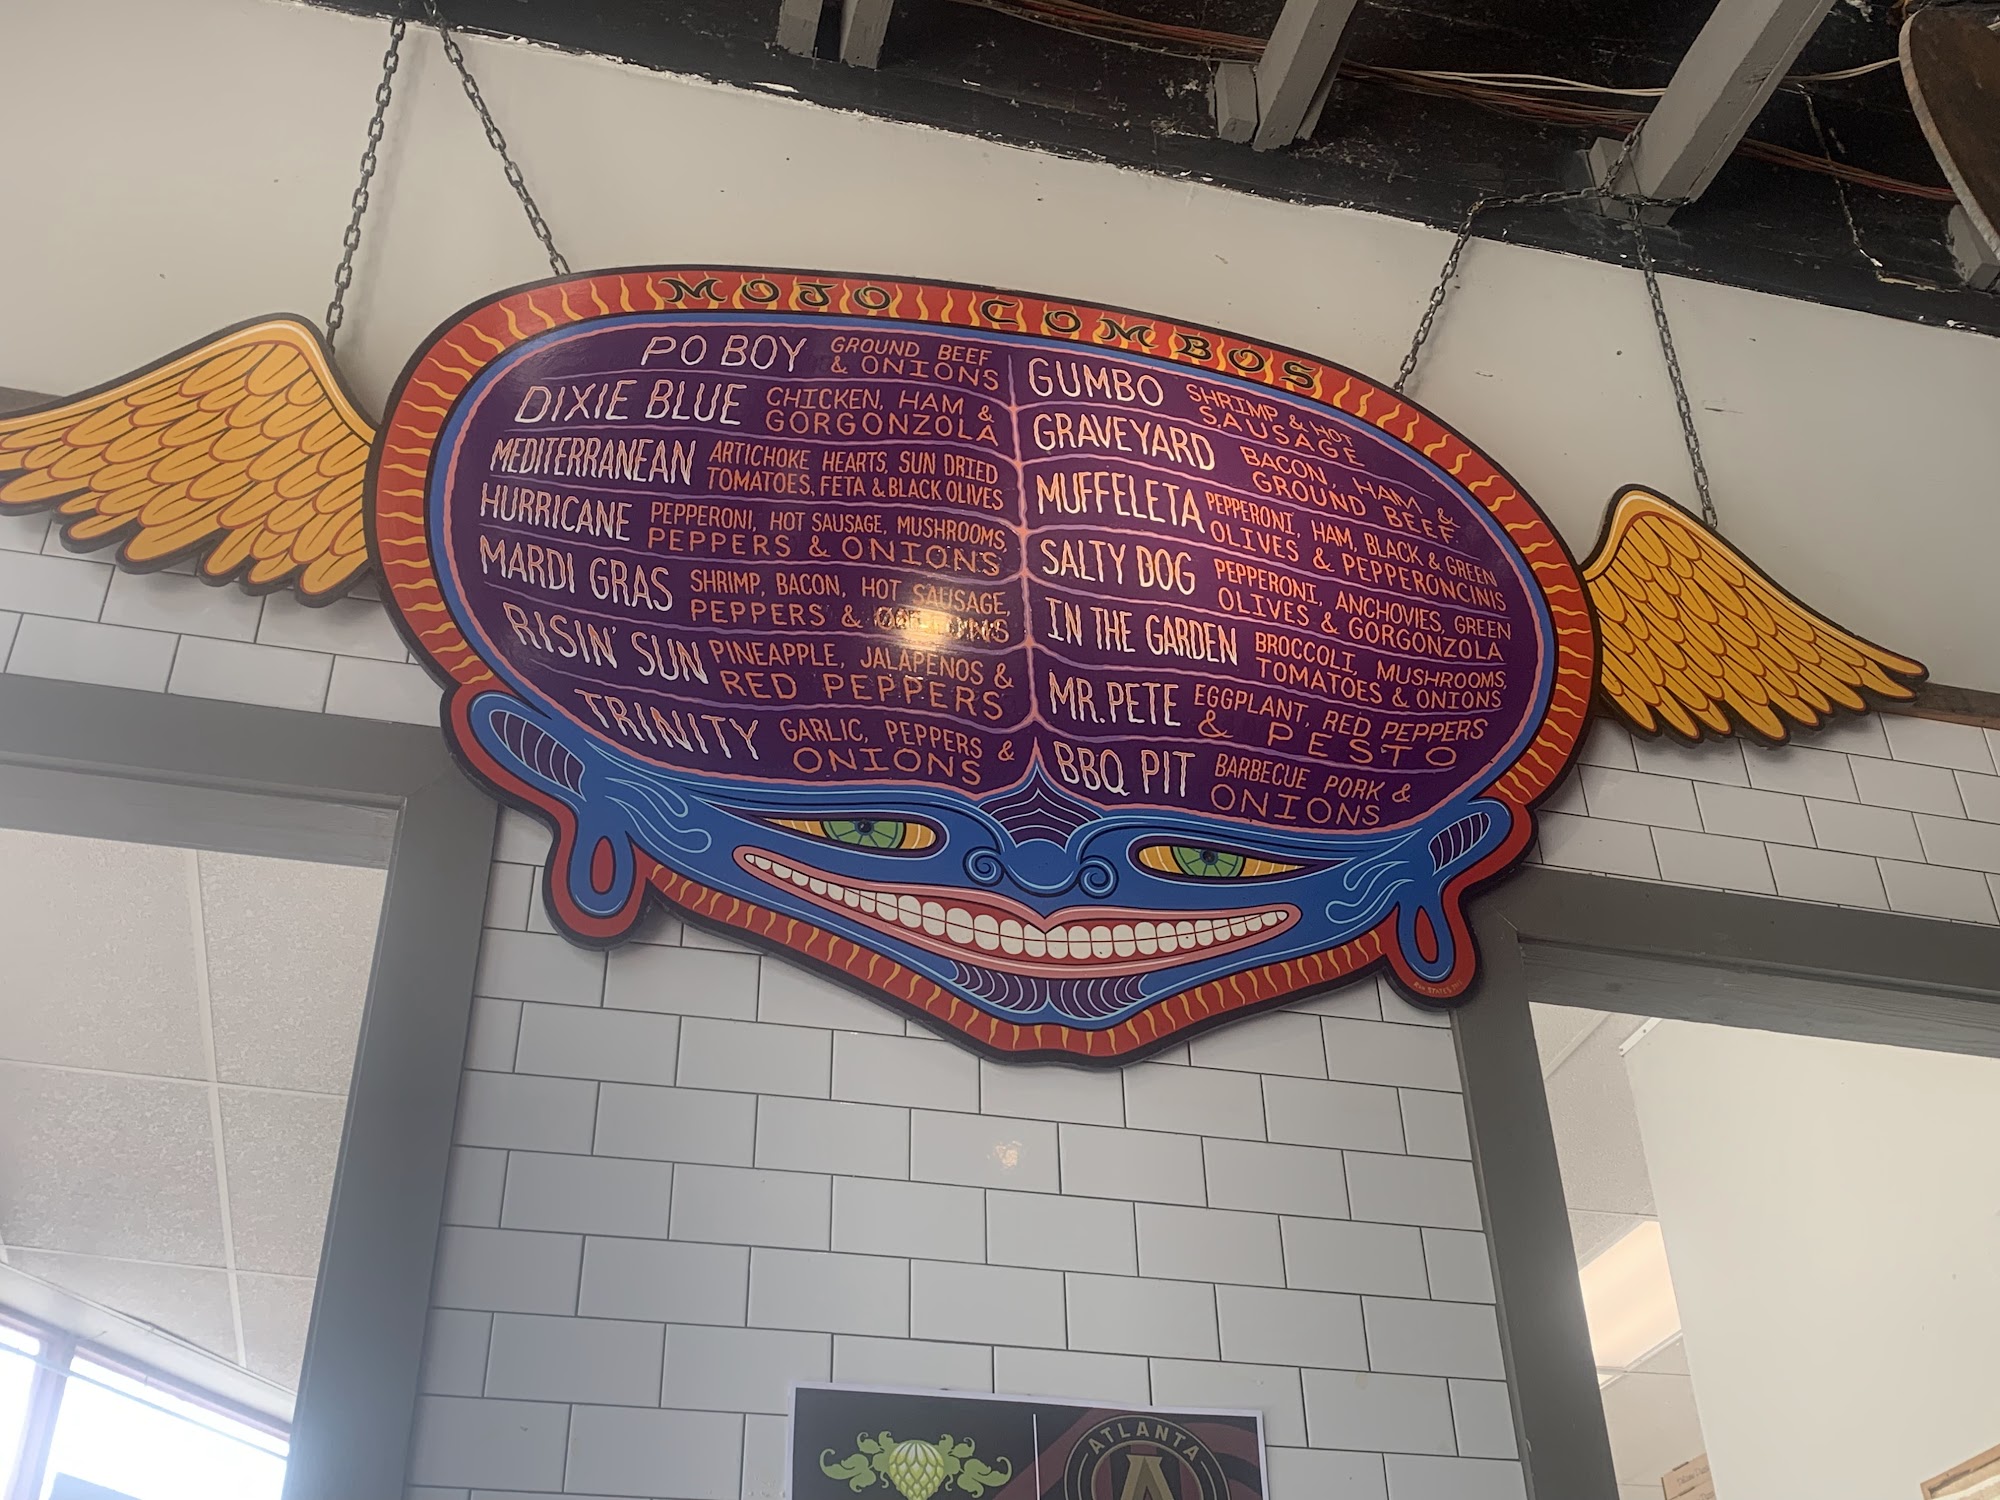 MOJO COMBOS
PO BOY GROUND BEEF
& ONIONS
DIXIE BLUE CHICKEN, HAM &
GORGONZOLA
MEDITERRANEAN ARTICHOKE HEARTS, SUN DRIED
TOMATOES, FETA & BLACK OLIVES
HURRICANE PEPPERONI, HOT SAUSAGE, MUSHROOMS,
PEPPERS & ONIONS
MARDI GRAS SHRIMP, BACON, HOT SAUSAGE,
PEPPERS & ONIONS
RISIN' SUN PINEAPPLE, JALAPENOS &
RED PEPPERS
TRINITY GARLIC, PEPPERS &
ONIONS
GUMBO SHRIMP & HOT
SAUSAGE
GRAVEYARD BACON, HAM &
GROUND BEEF.
MUFFELETA PEPPERONI, HAM, BLACK & GREEN
OLIVES & PEPPERONCINIS
SALTY DOG PEPPERONI, ANCHOVIES, GREEN
OLIVES & GORGONZOLA
IN THE GARDEN BROCCOLI, MUSHROOMS,
TOMATOES & ONIONS
MR. PETE EGGPLANT, RED PEPPERS
& PESTO
BBQ PIT BARBECUE PORK &
ONIONS
ATLANTA
A